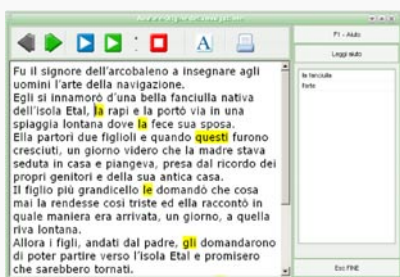 F1 - Aiuto
Leggi aiuto
A
Fu il signore dell'arcobaleno a insegnare agli
uomini l'arte della navigazione.
Egli si innamorò d'una bella fanciulla nativa
dell'isola Etal, la rapi e la portò via in una
spiaggia lontana dove la fece sua sposa.
Ella partorì due figlioli e quando questi furono
cresciuti, un giorno videro che la madre stava
seduta in casa e piangeva, presa dal ricordo dei
propri genitori e della sua antica casa.
Il figlio più grandicello le domandò che cosa
mai la rendesse così triste ed ella raccontò in
quale maniera era arrivata, un giorno, a quella
riva lontana.
Allora i figli, andati dal padre, gli domandarono
di poter partire verso l'isola Etal e promisero
che sarebbero tornati.
la fanciulla
l'arte
Esc FINE